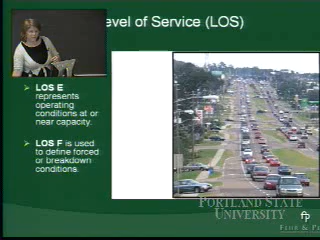 evel of Service (LOS)
LOS E
represents
operating
conditions at or
near capacity.
LOS F is used
to define forced
or breakdown
conditions.
PORTLAND STATE
UNIVERSITY
fp